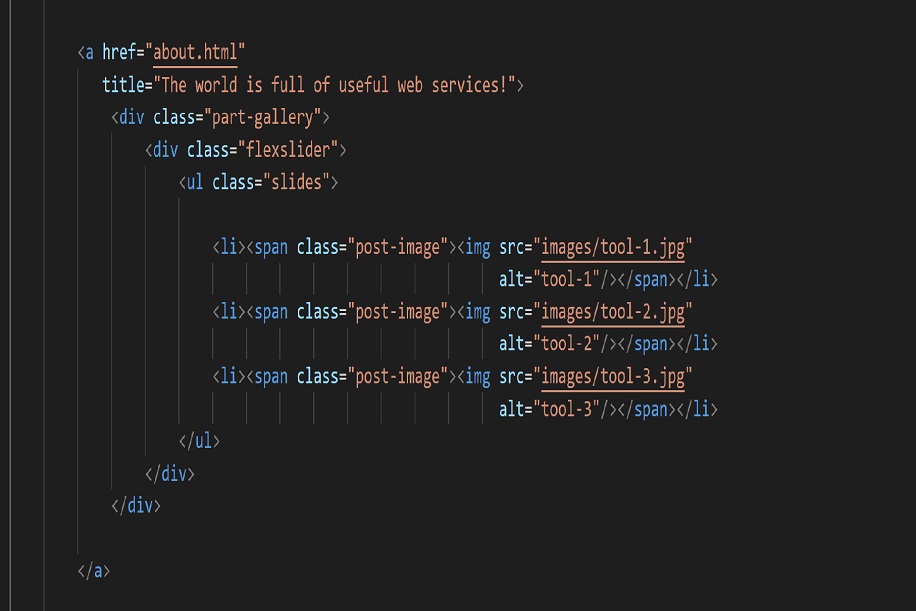 <a href="about.html"
title="The world is full of useful web services!">
<div class="part-gallery">
<div class="flexslider">
<ul class="slides">
<li><span class="post-image"><img src="images/tool-1.jpg"
alt="tool-1"/></span></li>
<li><span class="post-image"><img src="images/tool-2.jpg"
alt="tool-2"/></span></li>
<li><span class="post-image"><img src="images/tool-3.jpg"
alt="tool-3"/></span></li>
</ul>
</div>
</div>
</a>